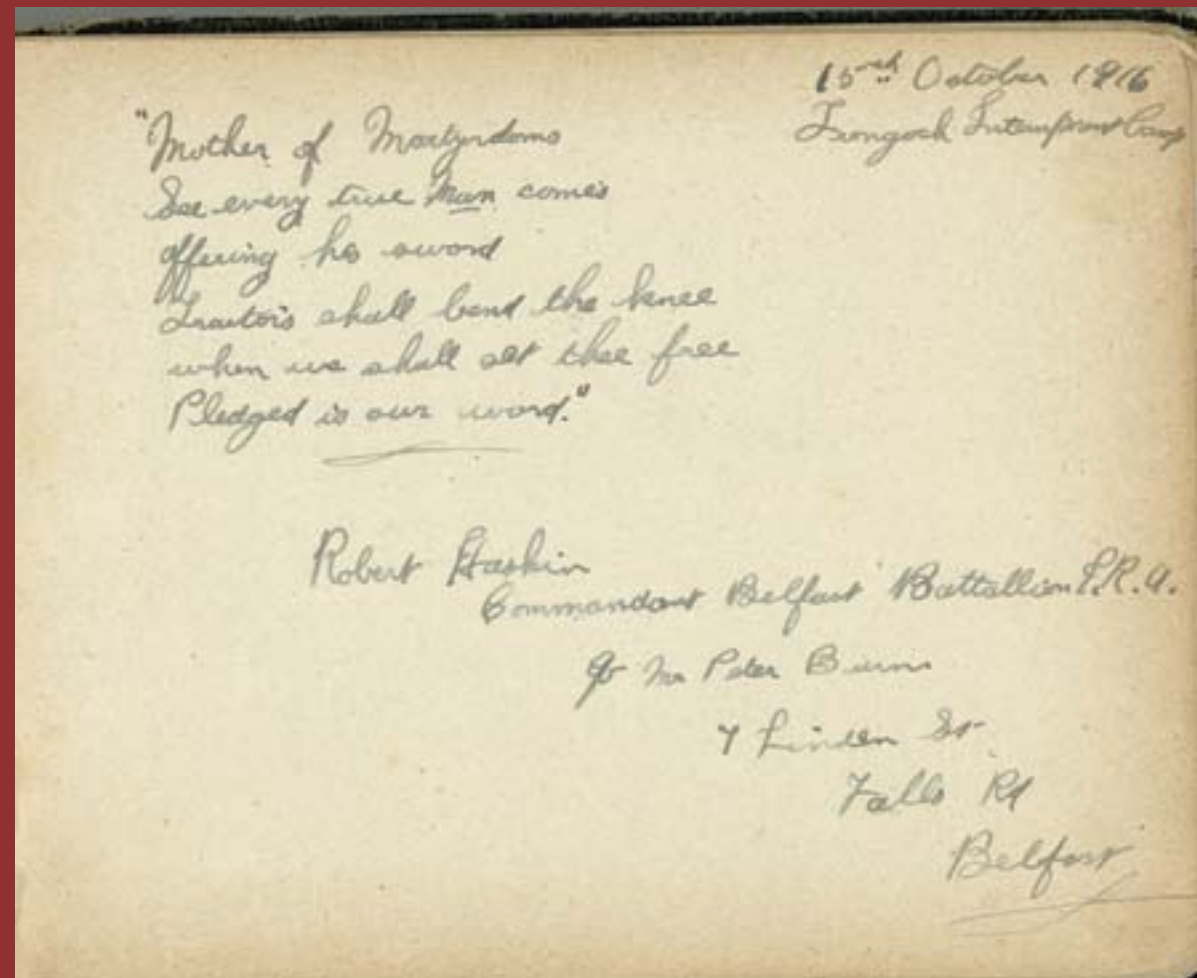 15th October 1916
Frongoch Internment Camp
"Mother of Martyrdoms
See every true Man comes
offering his sword
Traitors shall bend the knee
when we shall set thee free
Pledged is our word."
Robert Haskin
Commandant Belfast Battallion I.R.A.
c/o Mr Peter Burns
7 Linden St
Falls Rd
Belfast